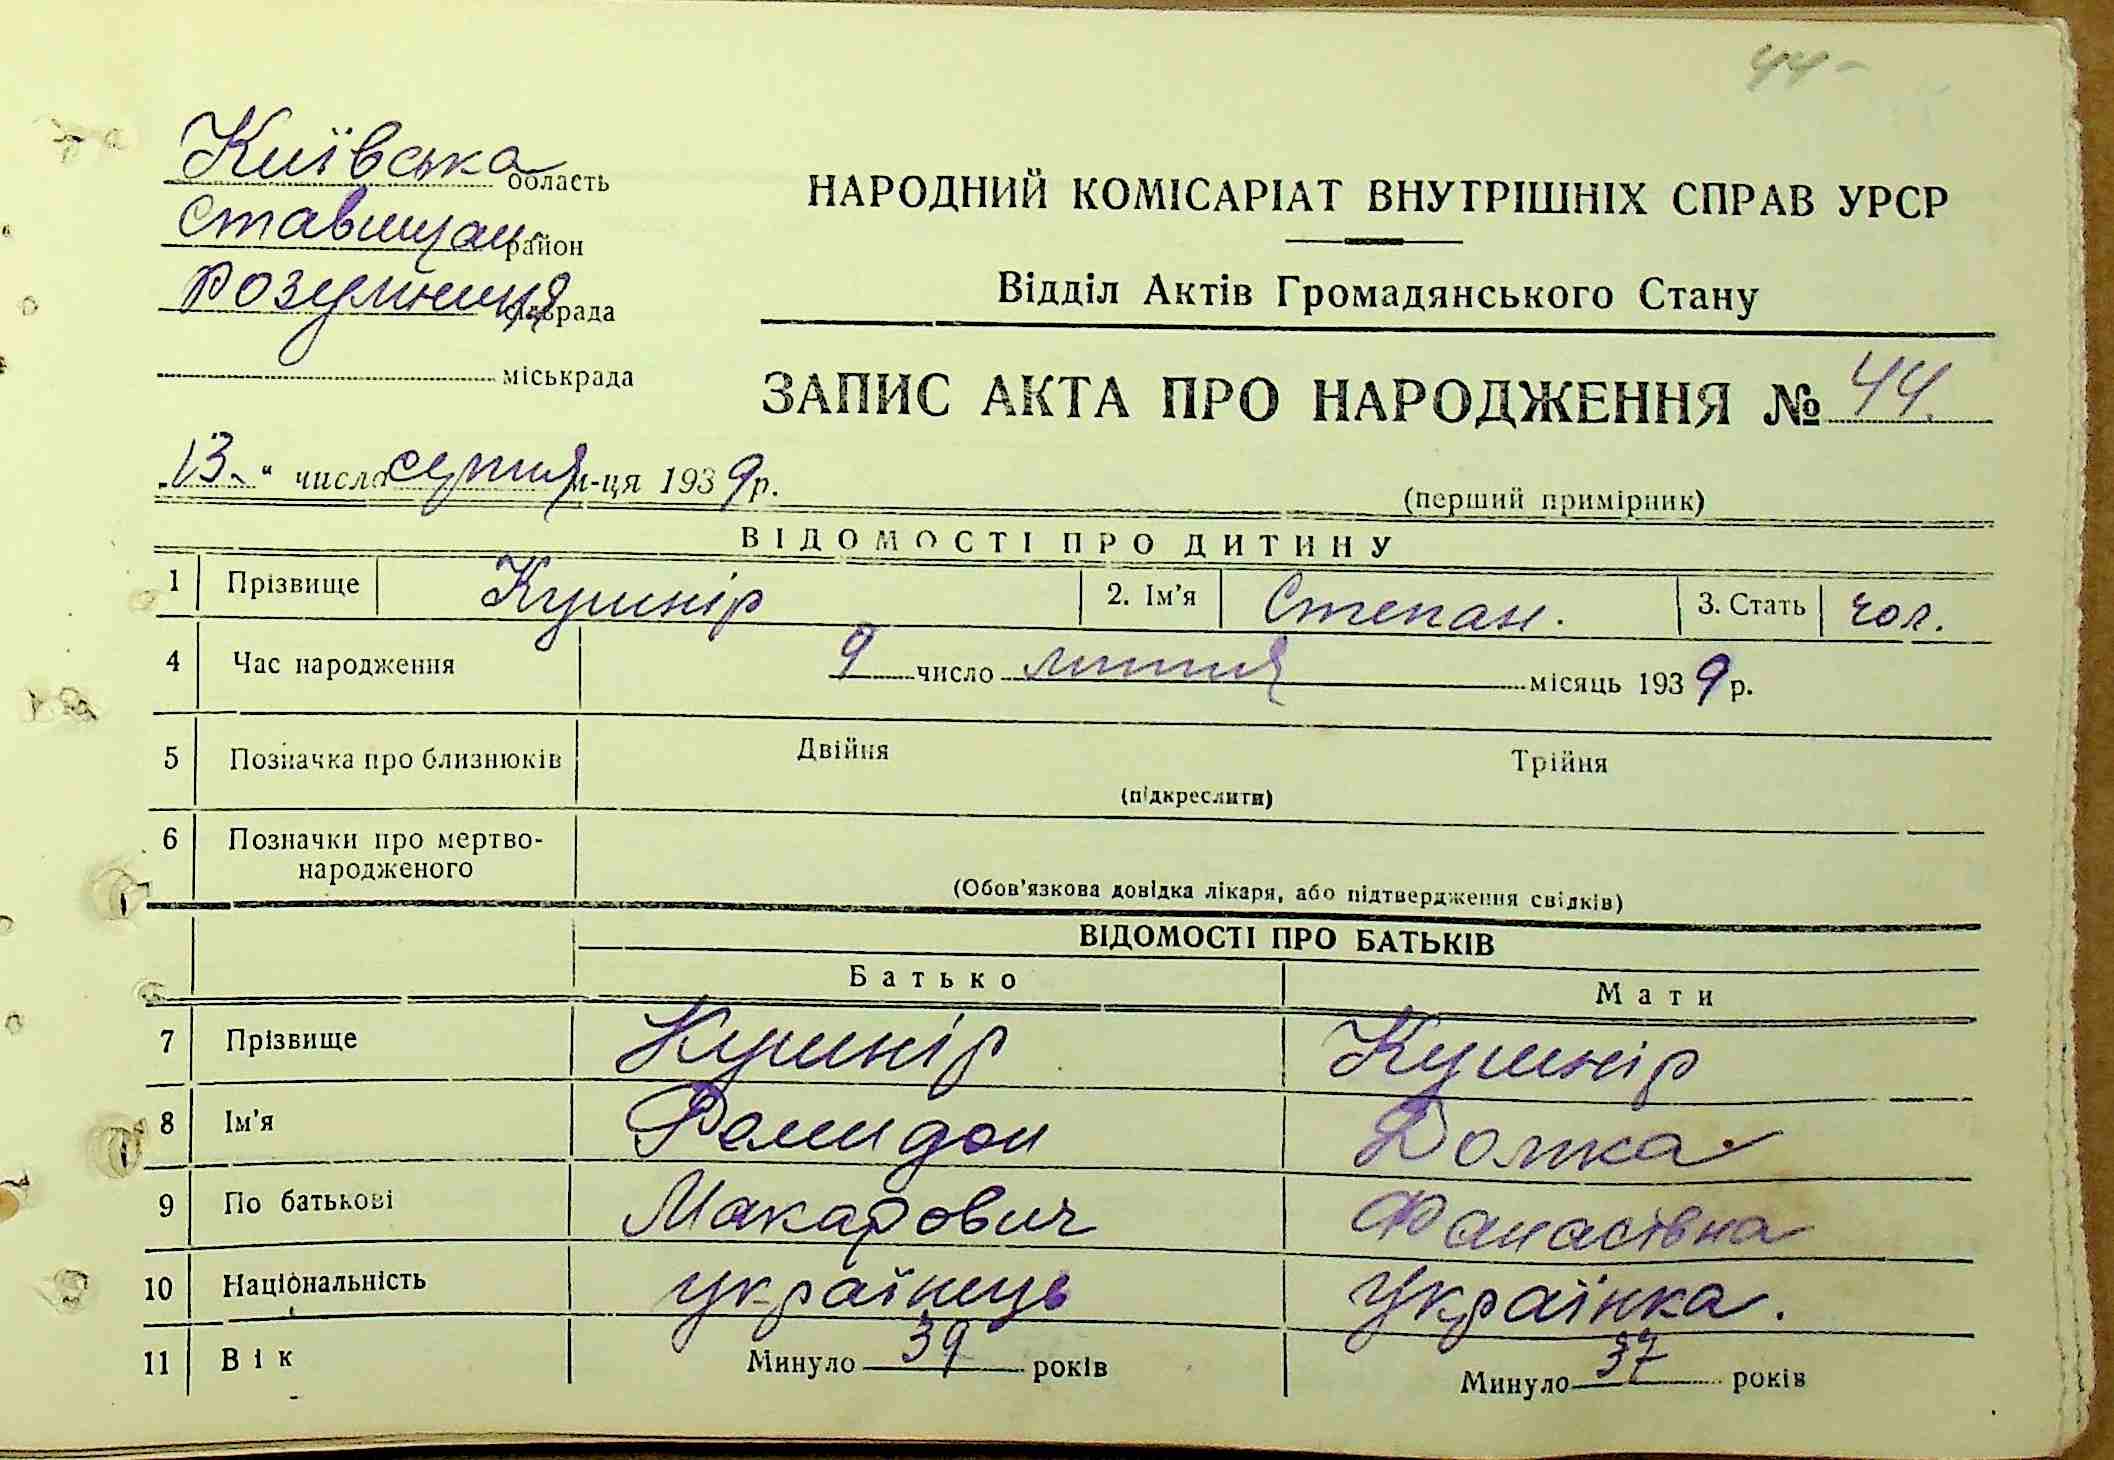 44-
Київська область
Ставищан. район
Розумниця сільрада
міськрада
НАРОДНИЙ КОМІСАРІАТ ВНУТРІШНІХ СПРАВ УРСР
Відділ Актів Громадянського Стану
ЗАПИС АКТА ПРО НАРОДЖЕННЯ № 44.
„13" число серпня м-ця 1939 р.
(перший примірник)
ВІДОМОСТІ ПРО ДИТИНУ
1 Прізвище Кушнір 2. Ім'я Степан. 3. Стать чол.
4 Час народження 9 число липня місяць 1939 р.
5 Позначка про близнюків Двійня Трійня
(підкреслити)
6 Позначки про мертво-
народженого
(Обов'язкова довідка лікаря, або підтвердження свідків)
ВІДОМОСТІ ПРО БАТЬКІВ
Батько Мати
7 Прізвище Кушнір Кушнір
8 Ім'я Домка
9 По батькові Макарович Фанасівна
10 Національність українець Українка.
11 Вік Минуло 39 років Минуло 37 років